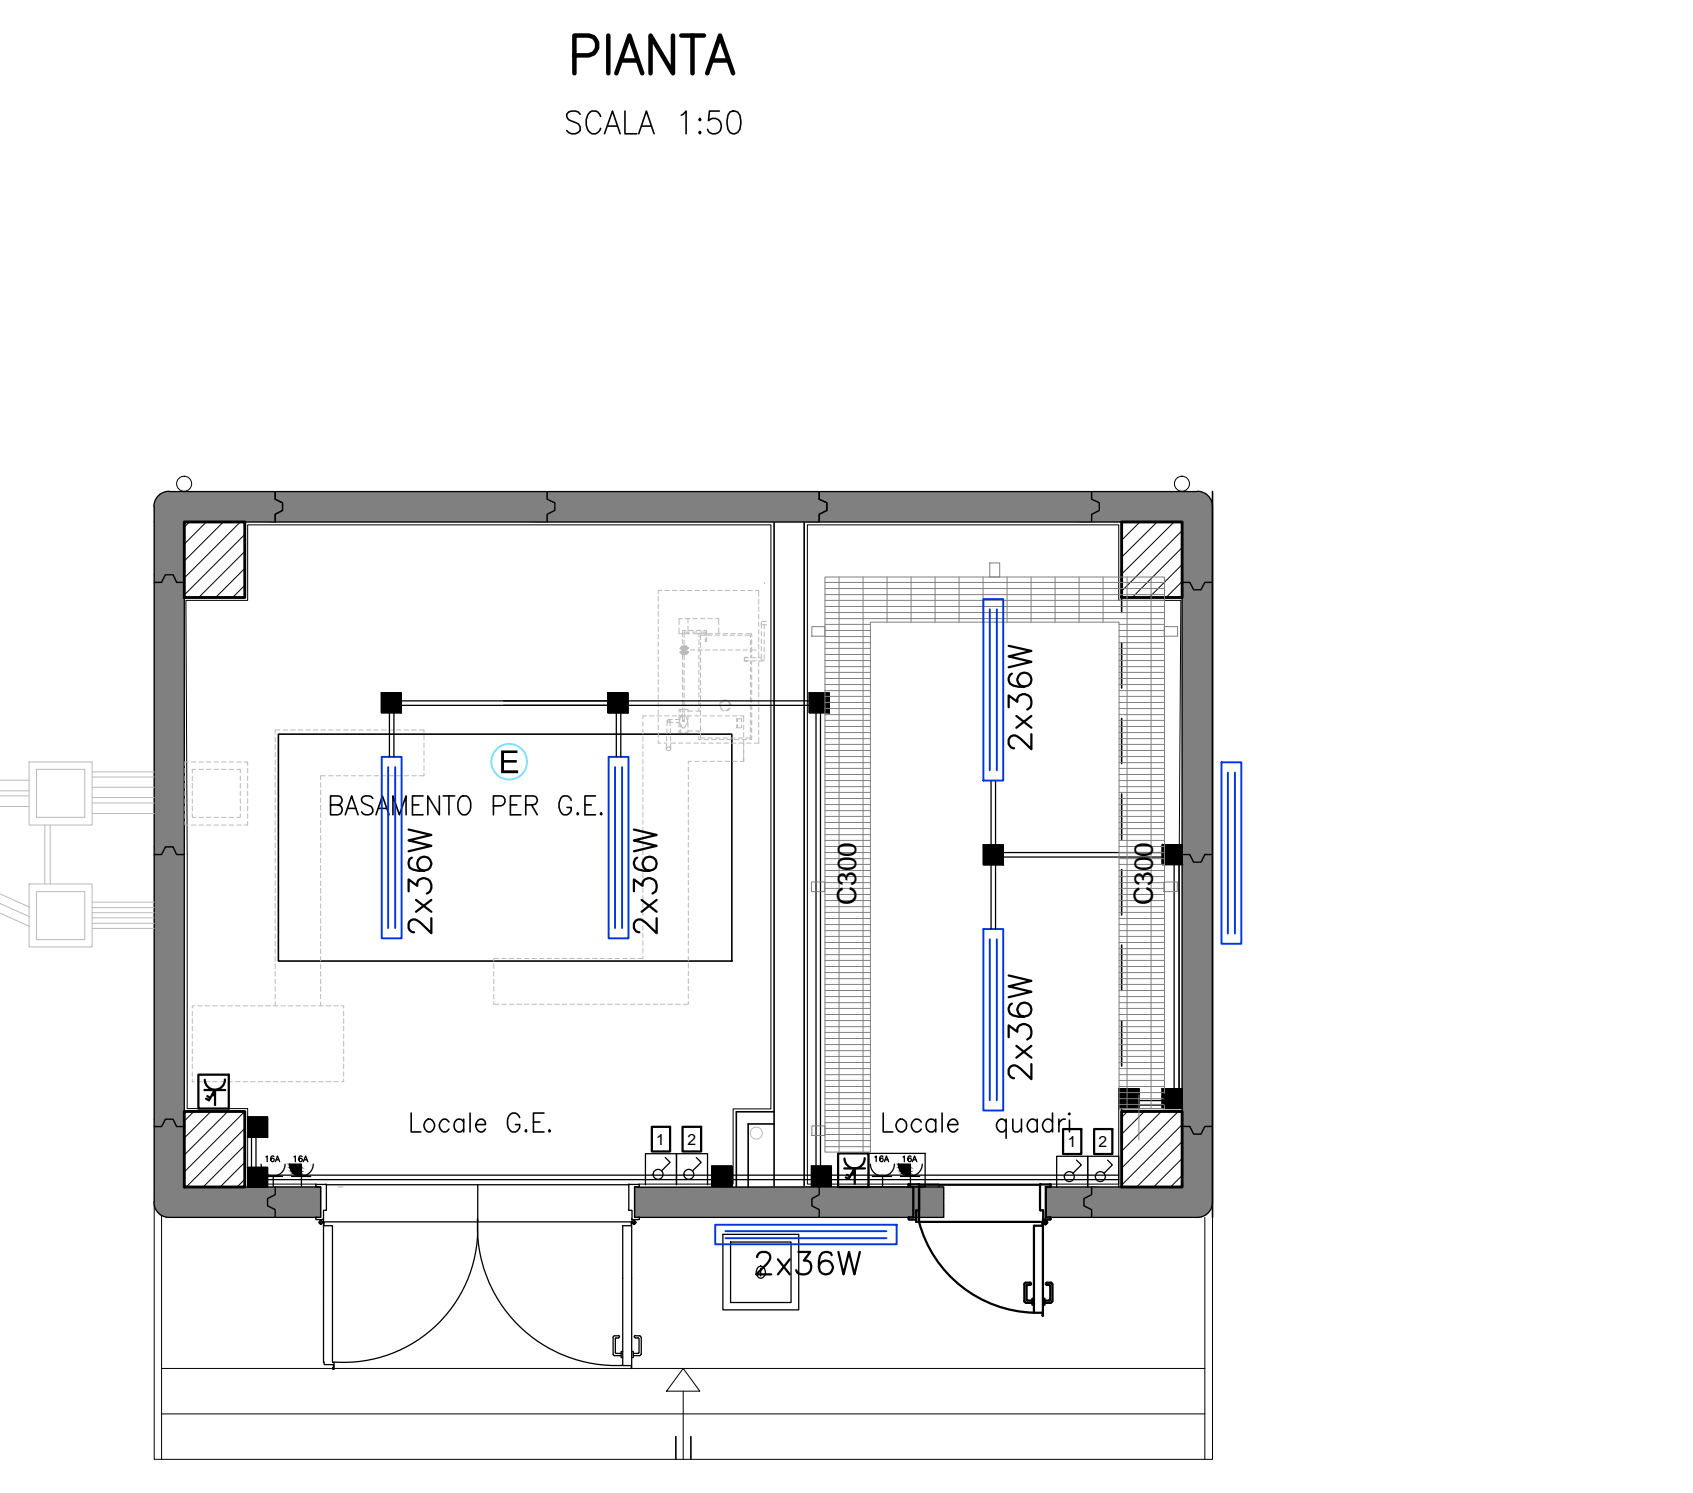 PIANTA
SCALA 1:50
2x36W
E
BASAMENTO PER G.E.
2x36W
2x36W
C300
C300
2x36W
Locale G.E.
Locale quadri
1
2
1
2
16A
16A
16A
16A
2x36W